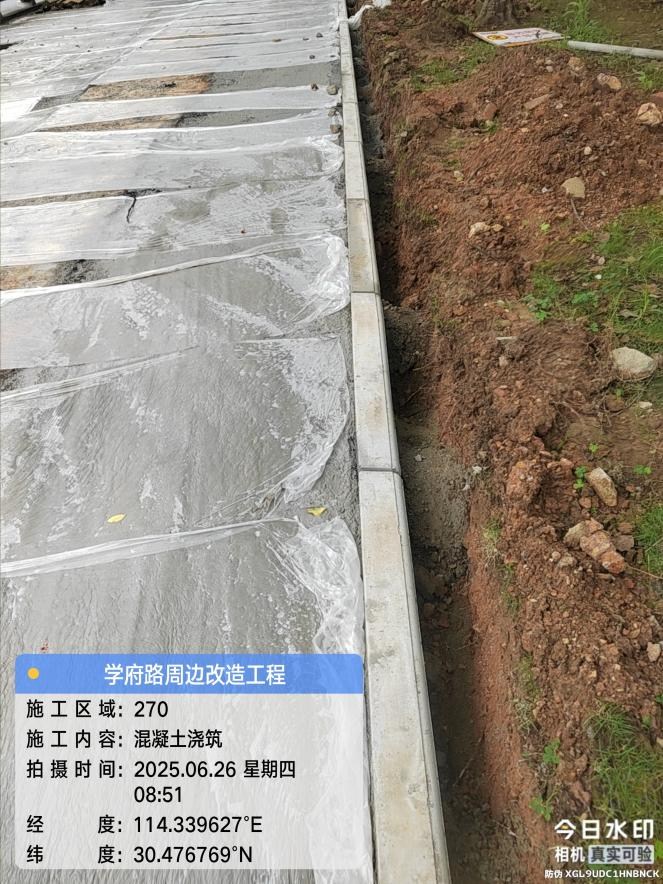 学府路周边改造工程
施工区域：270
施工内容：混凝土浇筑
拍摄时间：2025.06.26 星期四
08:51
经度：114.339627°E
纬度：30.476769°N
今日水印
相机 真实可验
防伪 XGL9UDC1HNBNCK